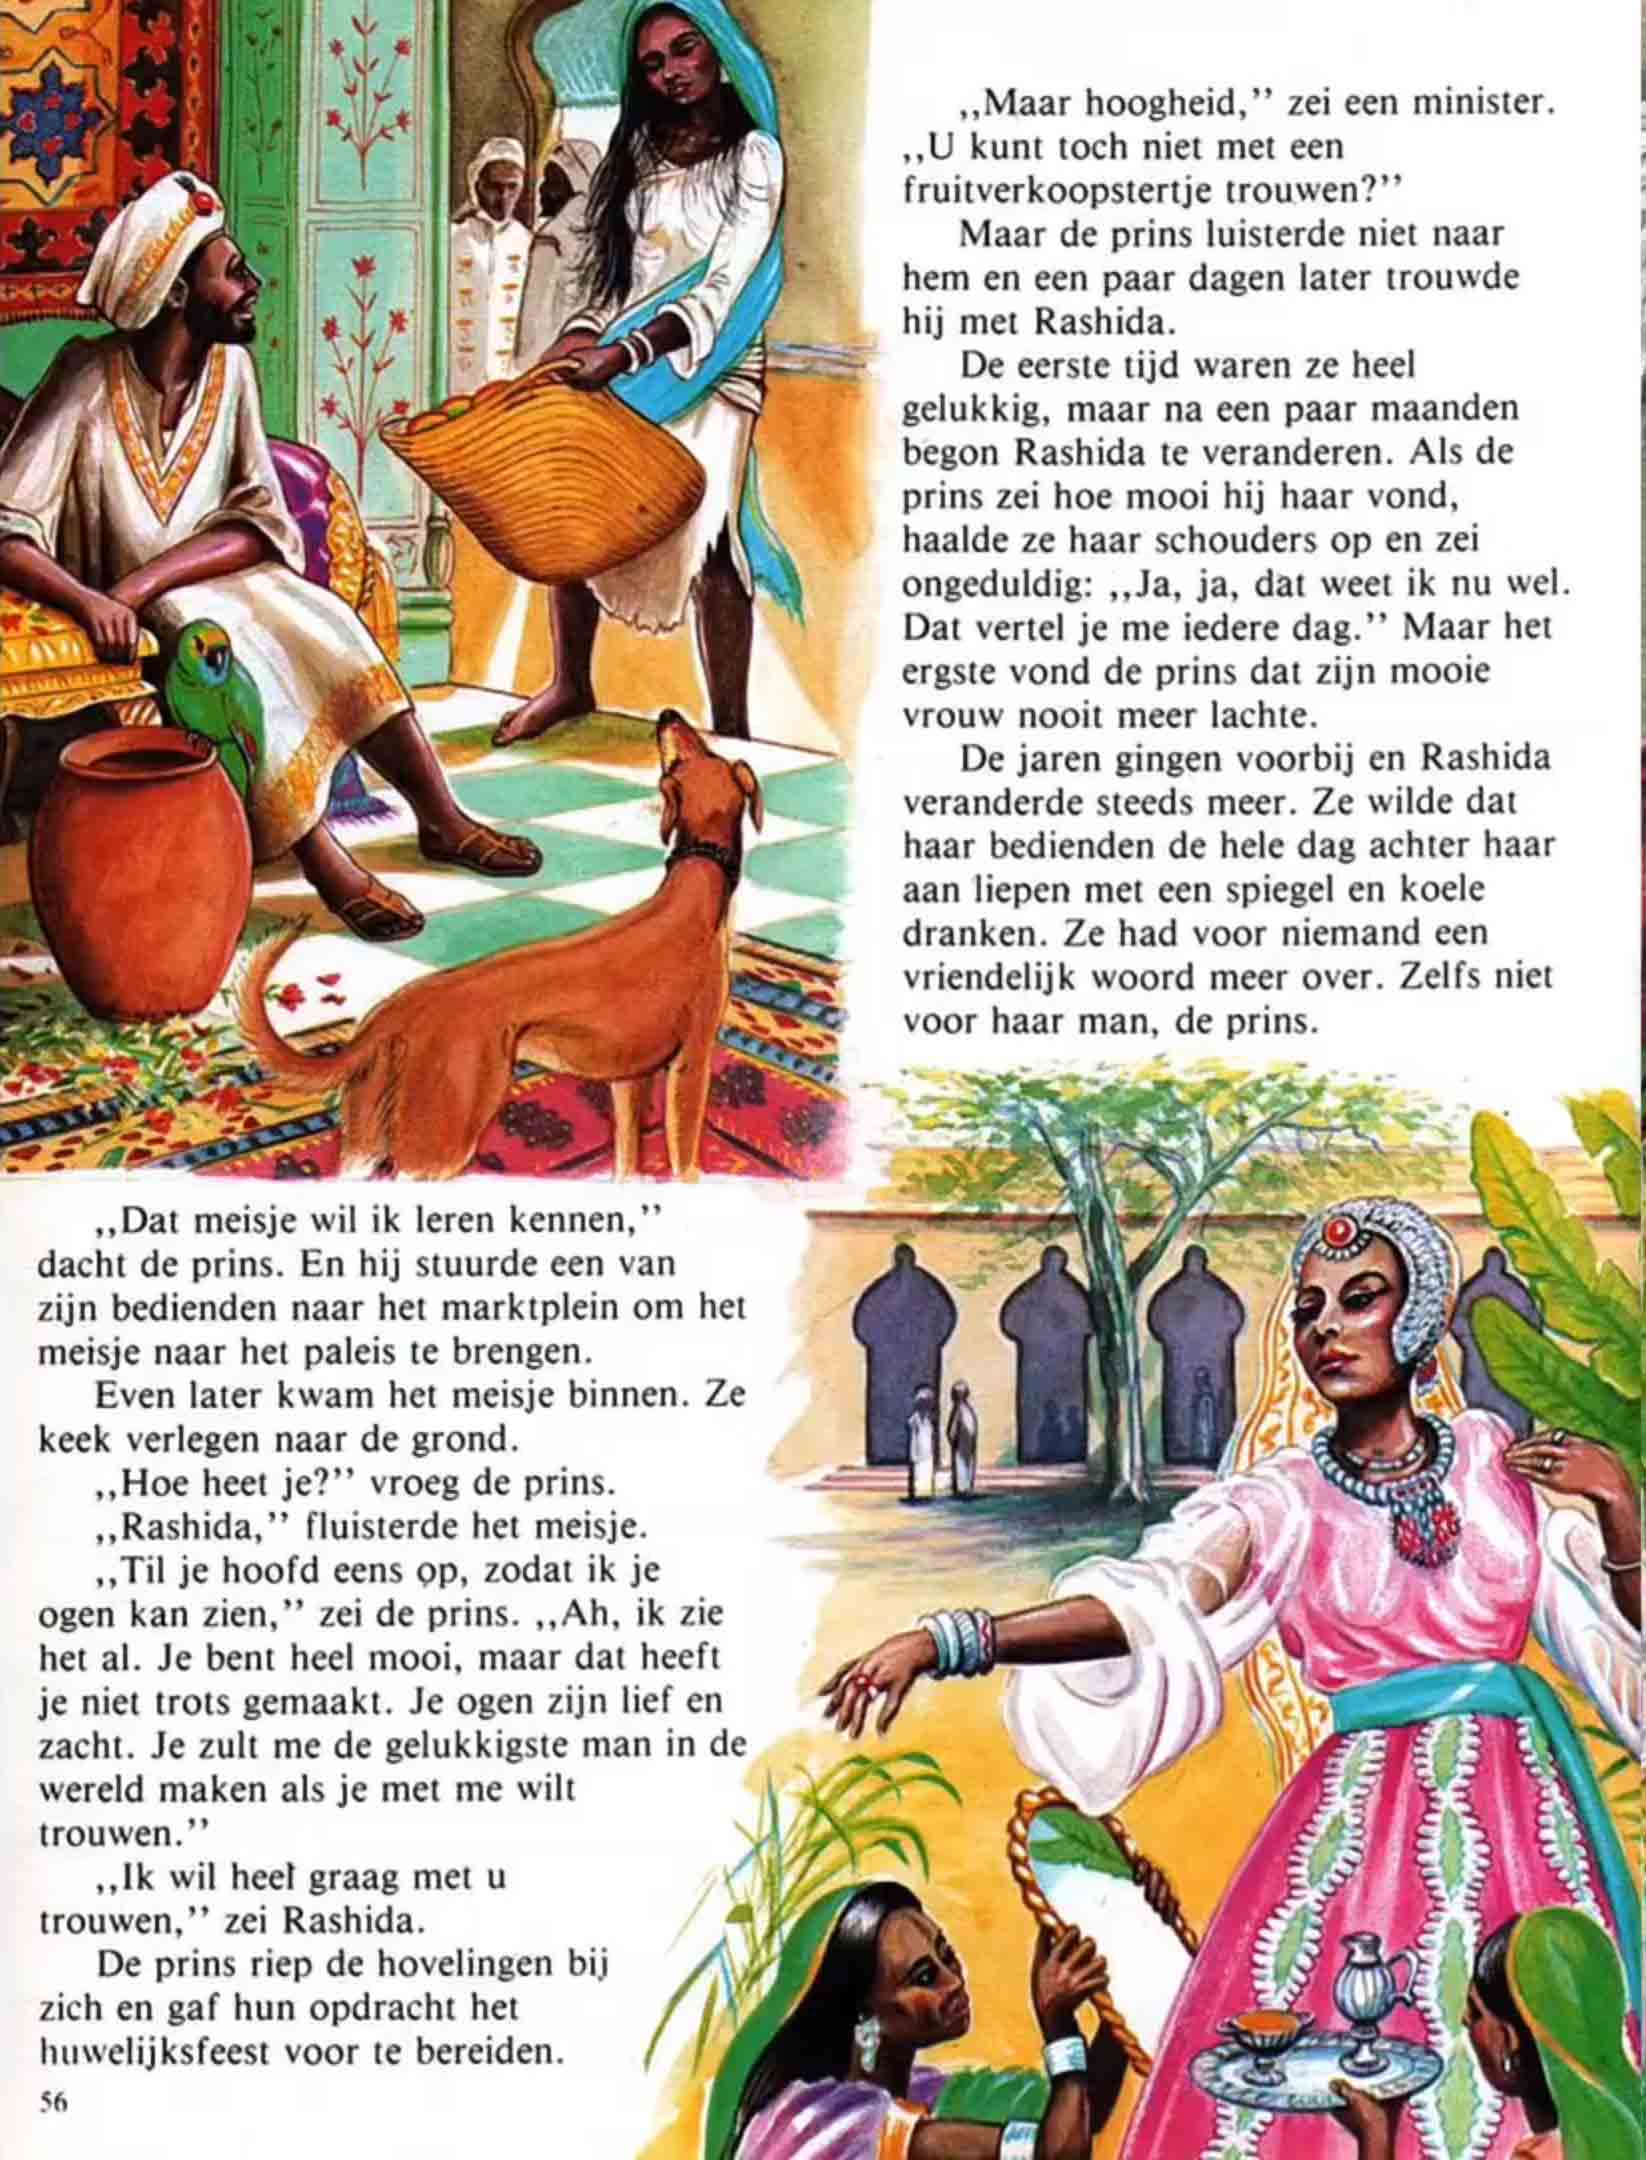 ,,Dat meisje wil ik leren kennen,''
dacht de prins. En hij stuurde een van
zijn bedienden naar het marktplein om het
meisje naar het paleis te brengen.
Even later kwam het meisje binnen. Ze
keek verlegen naar de grond.
,,Hoe heet je?'' vroeg de prins.
,,Rashida,'' fluisterde het meisje.
,,Til je hoofd eens op, zodat ik je
ogen kan zien,'' zei de prins. ,,Ah, ik zie
het al. Je bent heel mooi, maar dat heeft
je niet trots gemaakt. Je ogen zijn lief en
zacht. Je zult me de gelukkigste man in de
wereld maken als je met me wilt
trouwen.''
,,Ik wil heel graag met u
trouwen,'' zei Rashida.
De prins riep de hovelingen bij
zich en gaf hun opdracht het
huwelijksfeest voor te bereiden.
56
,,Maar hoogheid,'' zei een minister.
,,U kunt toch niet met een
fruitverkoopstertje trouwen?''
Maar de prins luisterde niet naar
hem en een paar dagen later trouwde
hij met Rashida.
De eerste tijd waren ze heel
gelukkig, maar na een paar maanden
begon Rashida te veranderen. Als de
prins zei hoe mooi hij haar vond,
haalde ze haar schouders op en zei
ongeduldig: ,,Ja, ja, dat weet ik nu wel.
Dat vertel je me iedere dag.'' Maar het
ergste vond de prins dat zijn mooie
vrouw nooit meer lachte.
De jaren gingen voorbij en Rashida
veranderde steeds meer. Ze wilde dat
haar bedienden de hele dag achter haar
aan liepen met een spiegel en koele
dranken. Ze had voor niemand een
vriendelijk woord meer over. Zelfs niet
voor haar man, de prins.